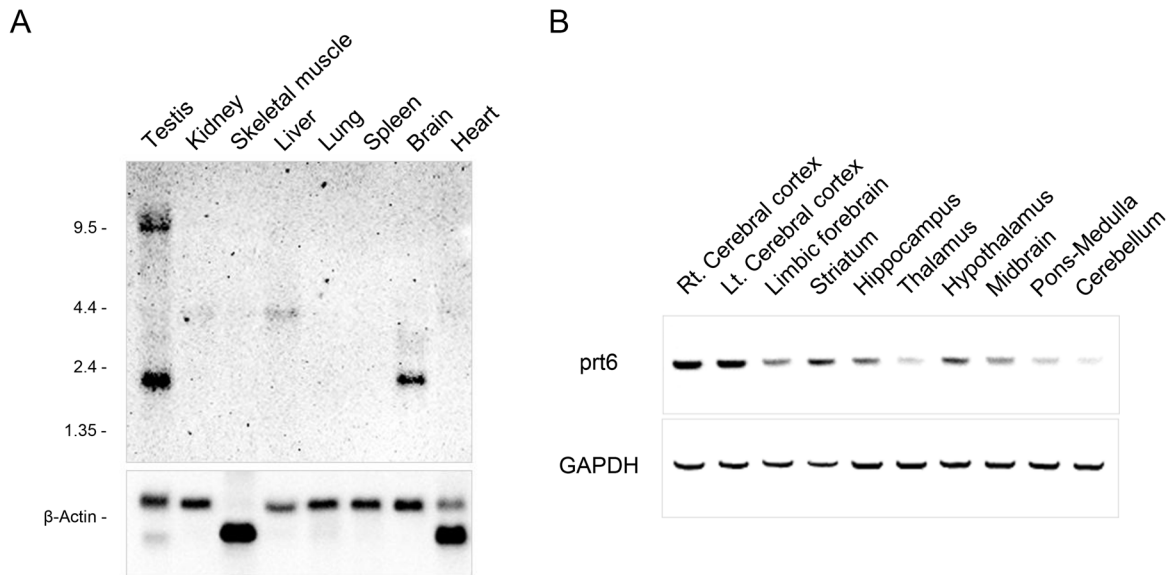 A
B
Testis
Kidney
Skeletal muscle
Liver
Lung
Spleen
Brain
Heart
9.5 -
4.4 -
2.4 -
1.35 -
β-Actin -
Rt. Cerebral cortex
Lt. Cerebral cortex
Limbic forebrain
Striatum
Hippocampus
Thalamus
Hypothalamus
Midbrain
Pons-Medulla
Cerebellum
prt6
GAPDH